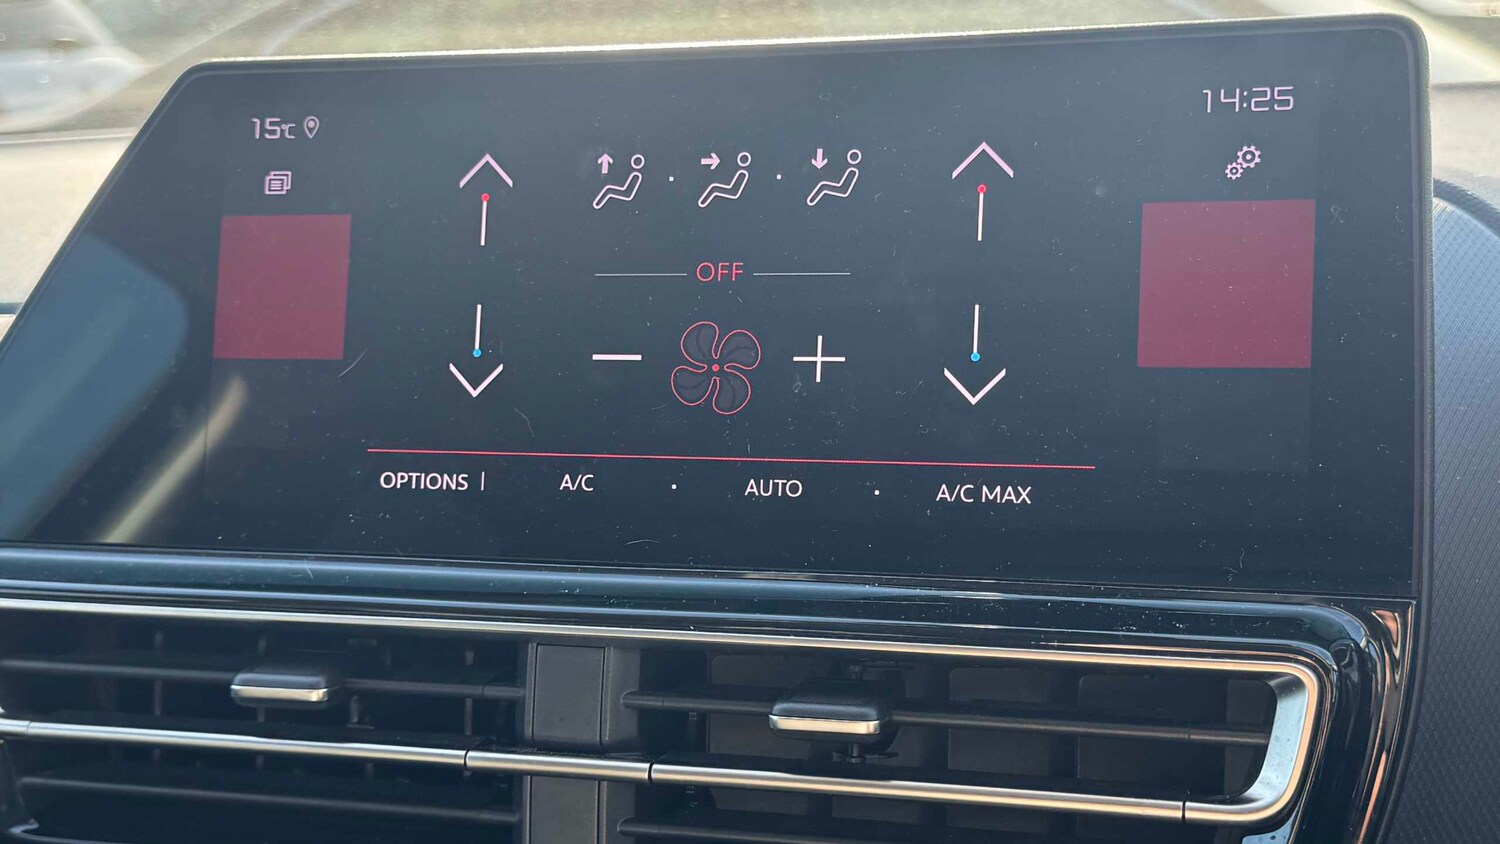 15°C
14:25
OFF
OPTIONS | A/C · AUTO · A/C MAX